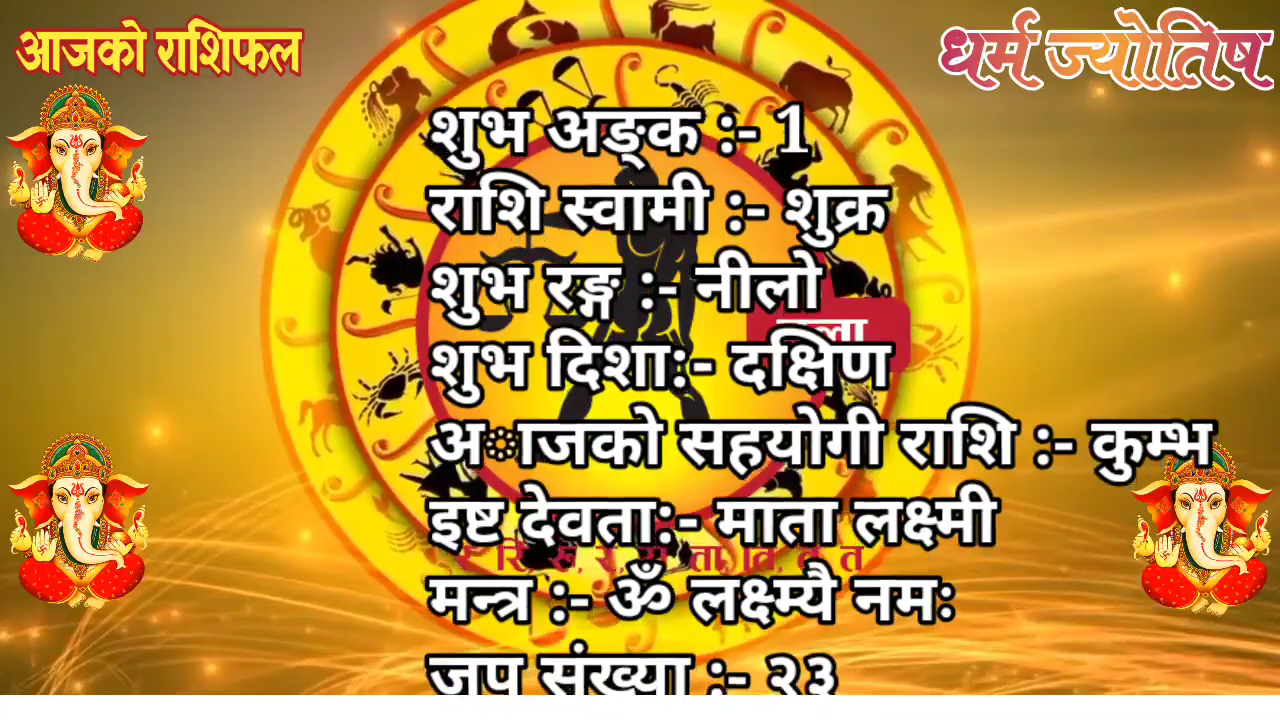 आजको राशिफल
धर्म ज्योतिष
शुभ अङ्क :- 1
राशि स्वामी :- शुक्र
शुभ रङ्ग :- नीलो
शुभ दिशा:- दक्षिण
अाजको सहयोगी राशि :- कुम्भ
इष्ट देवता:- माता लक्ष्मी
मन्त्र :- ॐ लक्ष्म्यै नमः
जप संख्या :- २३